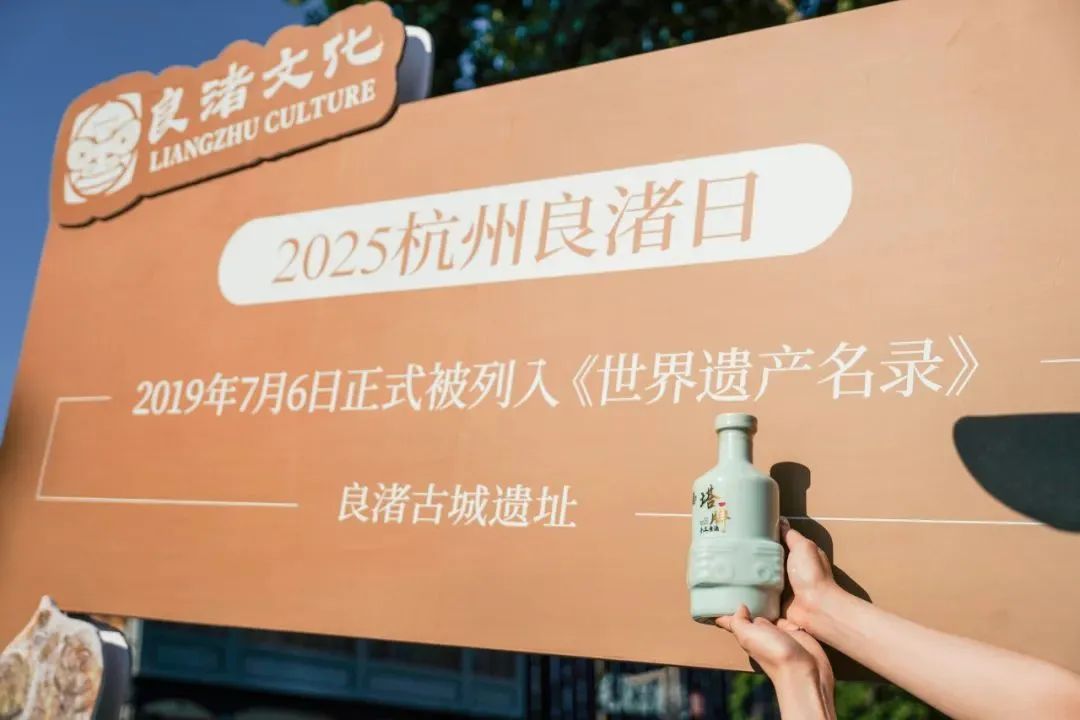 良渚文化
LIANGZHU CULTURE
2025杭州良渚日
2019年7月6日正式被列入《世界遗产名录》
良渚古城遗址
塔
牌